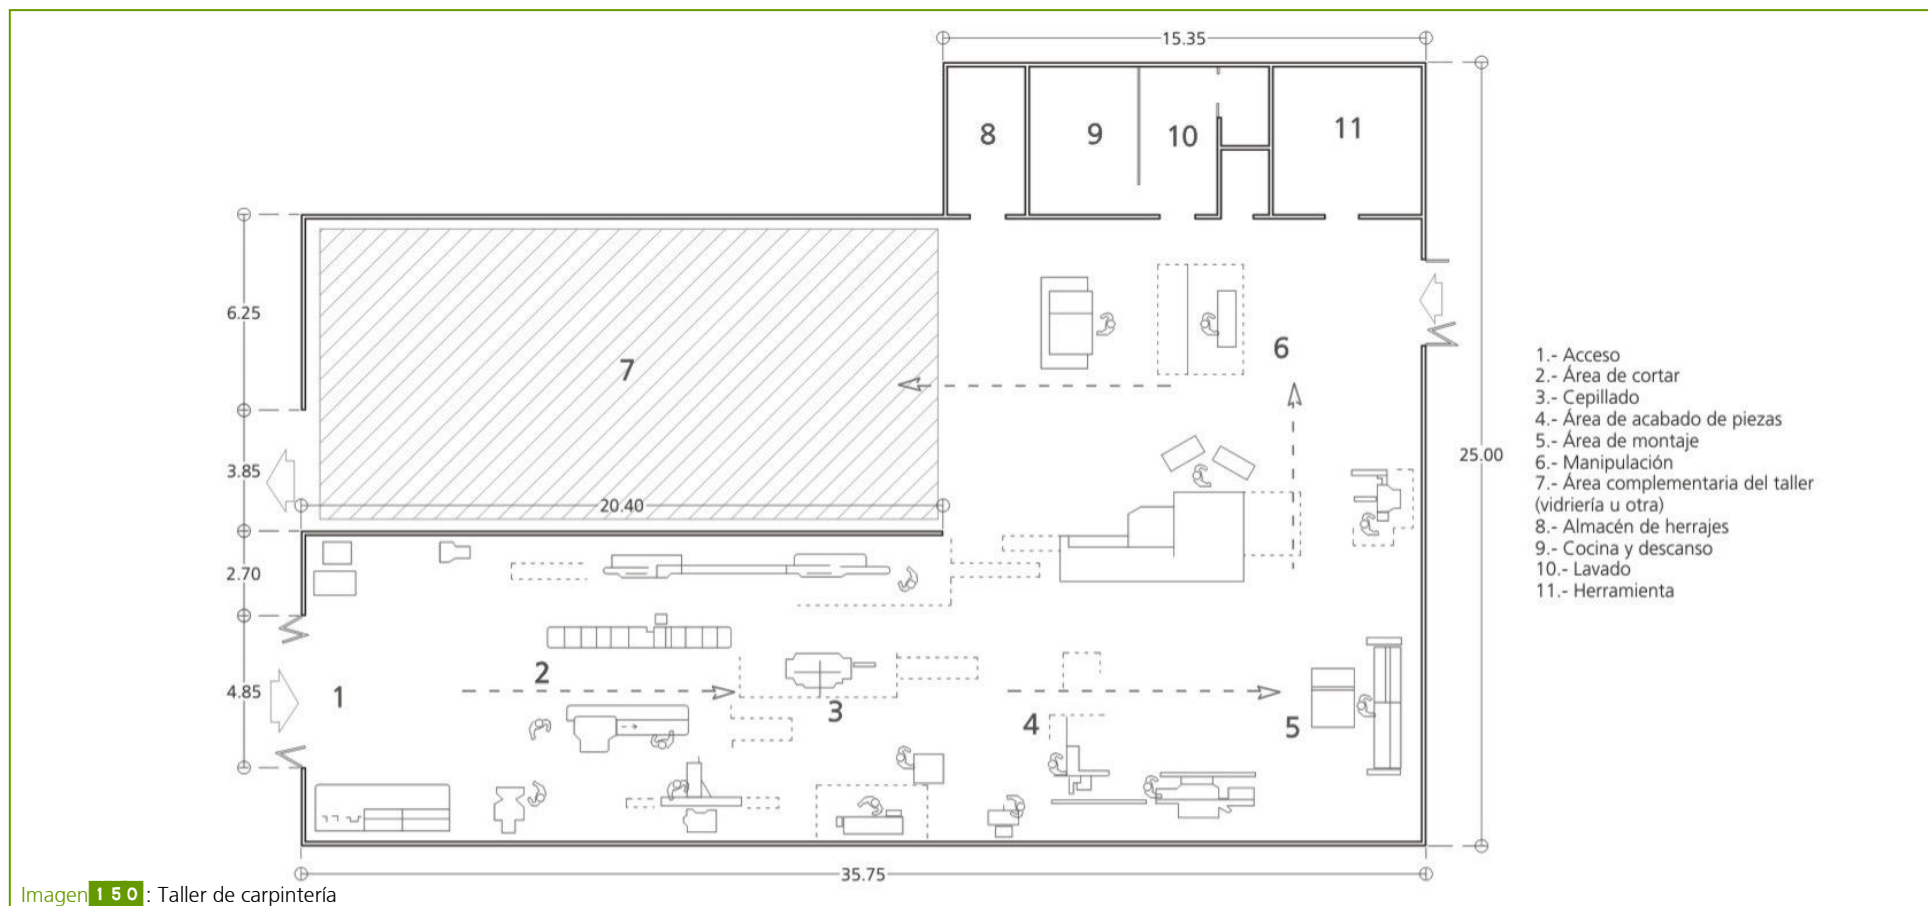 15.35
8
9
10
11
6.25
7
6
3.85
20.40
25.00
2.70
2
4.85
1
3
4
5
35.75
1.- Acceso
2.- Área de cortar
3.- Cepillado
4.- Área de acabado de piezas
5.- Área de montaje
6.- Manipulación
7.- Área complementaria del taller
(vidriería u otra)
8.- Almacén de herrajes
9.- Cocina y descanso
10.- Lavado
11.- Herramienta
Imagen 150: Taller de carpintería